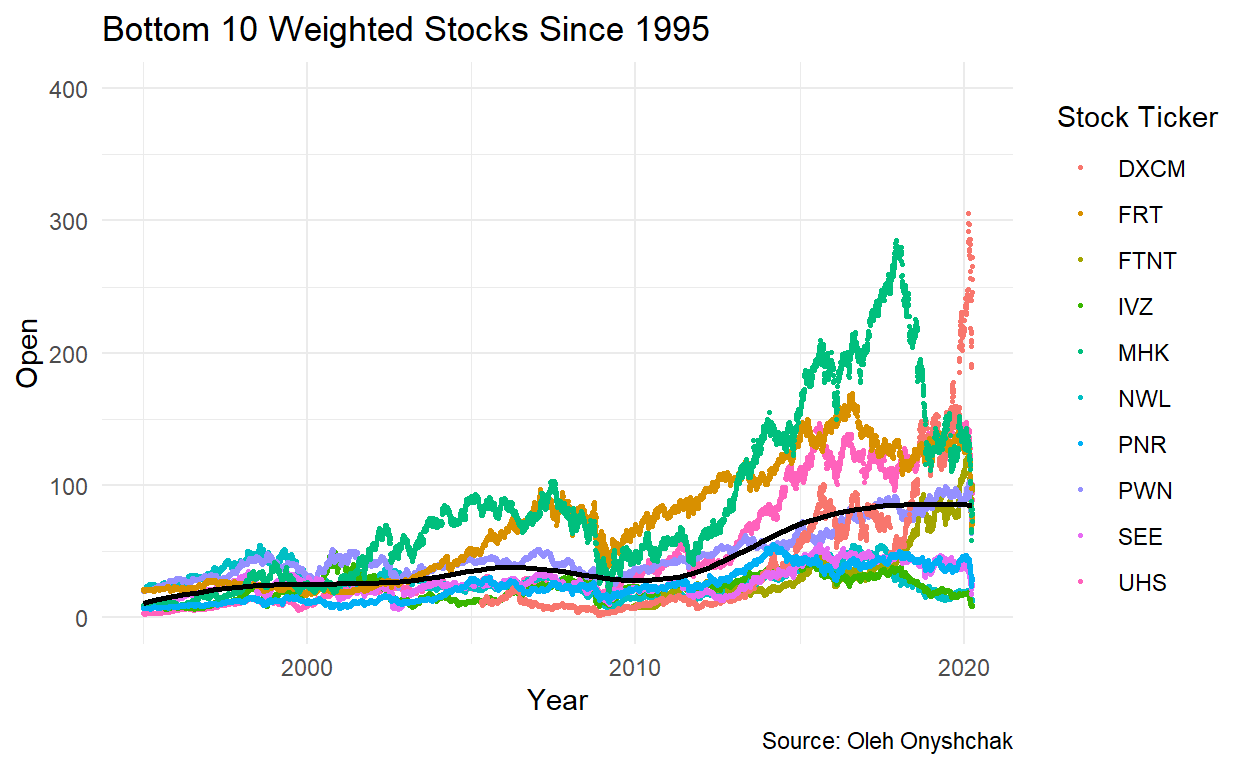 Bottom 10 Weighted Stocks Since 1995
400
300
200
100
0
Open
2000
2010
2020
Year
Stock Ticker
DXCM
FRT
FTNT
IVZ
MHK
NWL
PNR
PWN
SEE
UHS
Source: Oleh Onyshchak